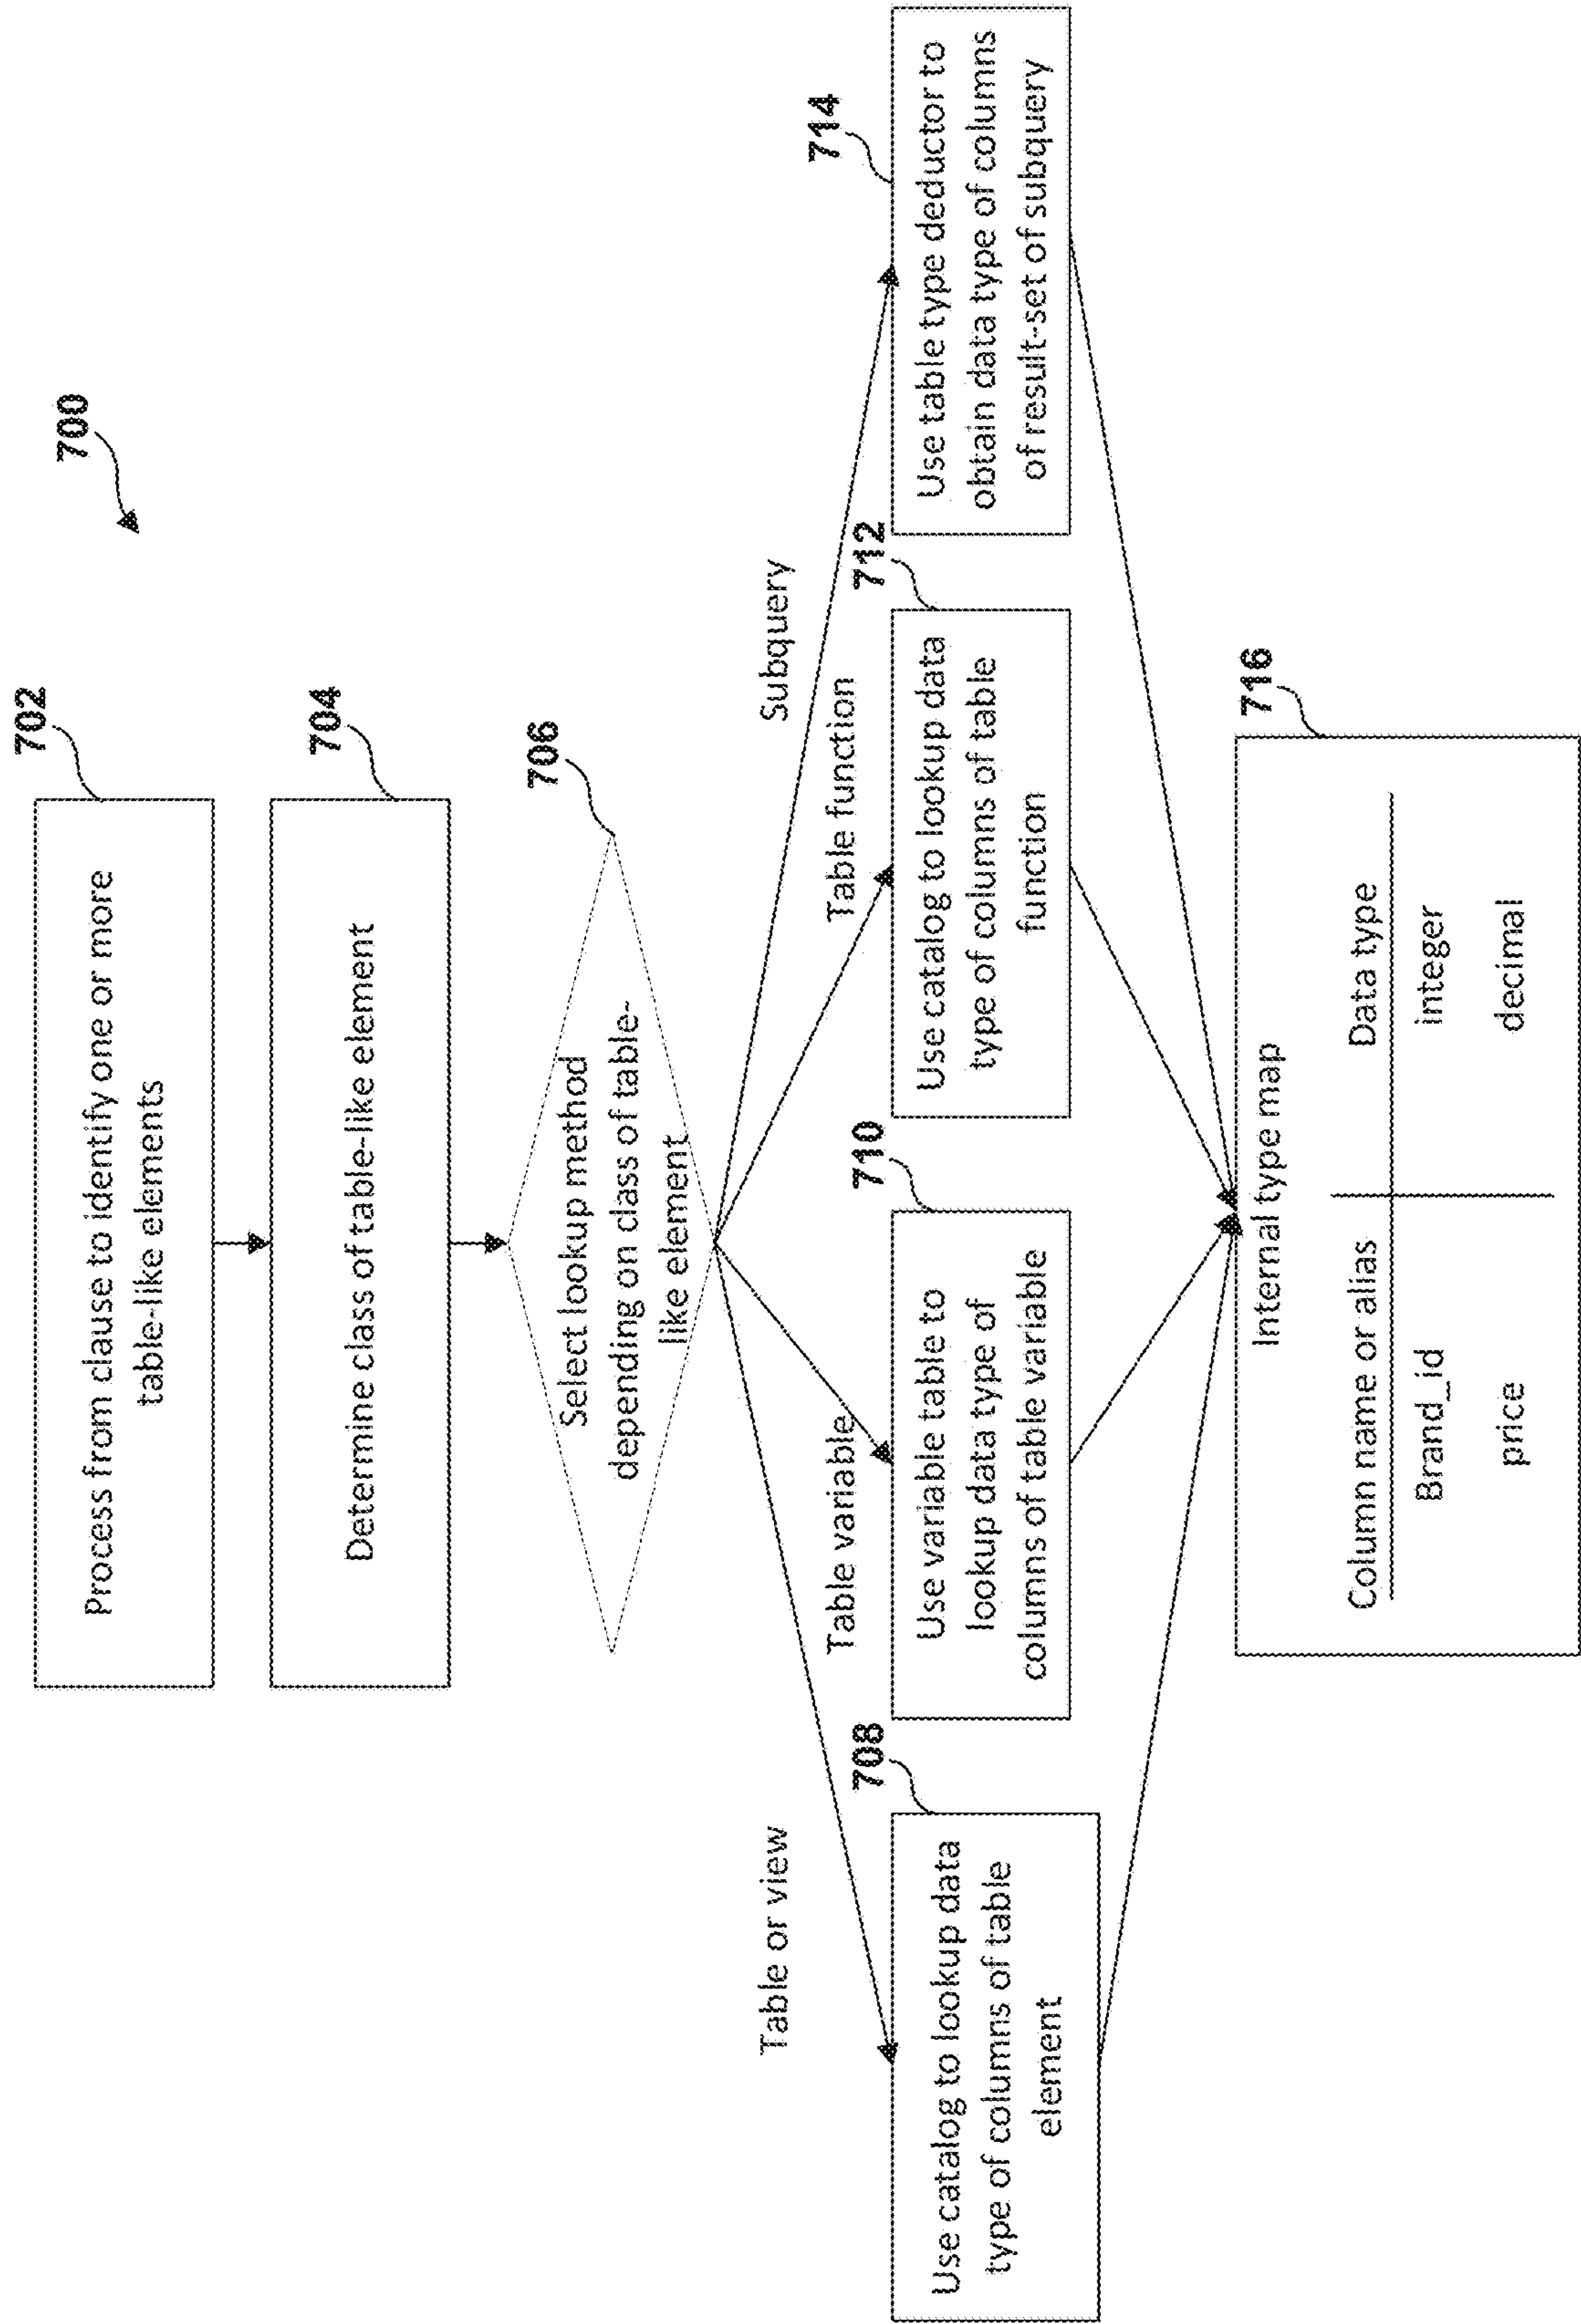 700
702
Process from clause to identify one or more
table-like elements
704
Determine class of table-like element
706
Select lookup method
depending on class of table-
like element
Table or view
Table variable
Table function
Subquery
708
Use catalog to lookup data
type of columns of table
element
710
Use variable table to
lookup data type of
columns of table variable
712
Use catalog to lookup data
type of columns of table
function
714
Use table type deductor to
obtain data type of columns
of result-set of subquery
716
Internal type map
Column name or alias Data type
Brand_id integer
price decimal